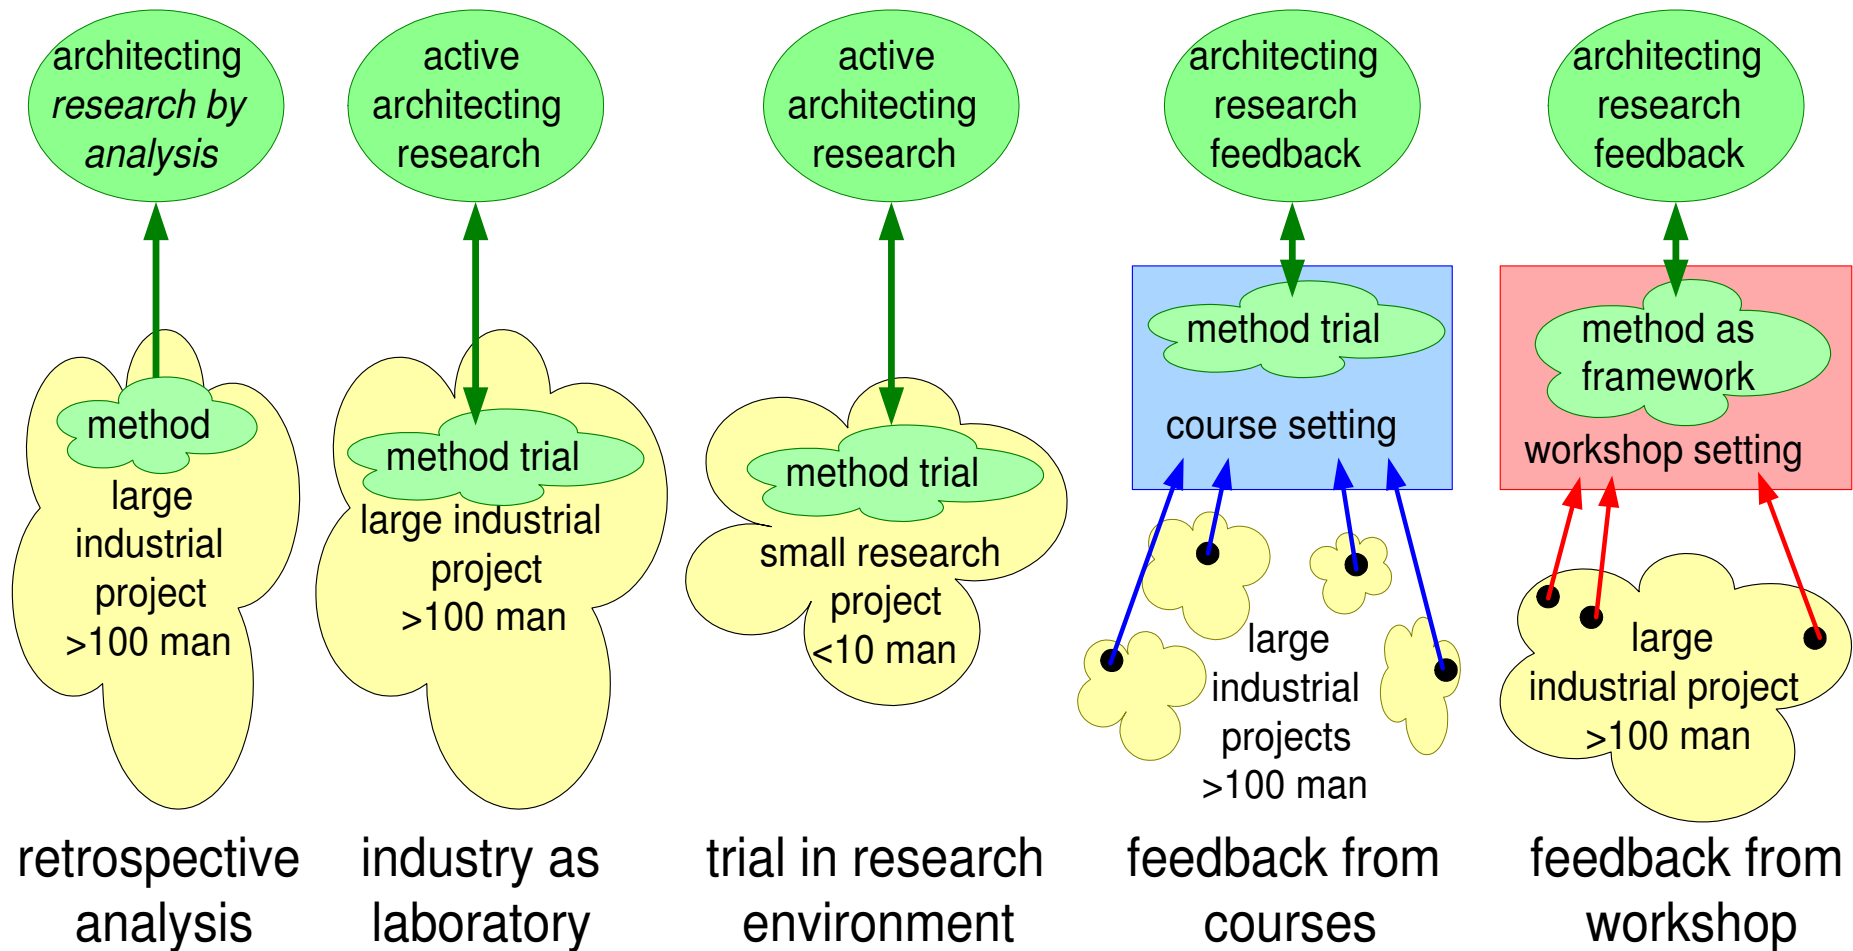 architecting
research by
analysis
method
large
industrial
project
>100 man
retrospective
analysis
active
architecting
research
method trial
large industrial
project
>100 man
industry as
laboratory
active
architecting
research
method trial
small research
project
<10 man
trial in research
environment
architecting
research
feedback
method trial
course setting
large
industrial
projects
>100 man
feedback from
courses
architecting
research
feedback
method as
framework
workshop setting
large
industrial project
>100 man
feedback from
workshop